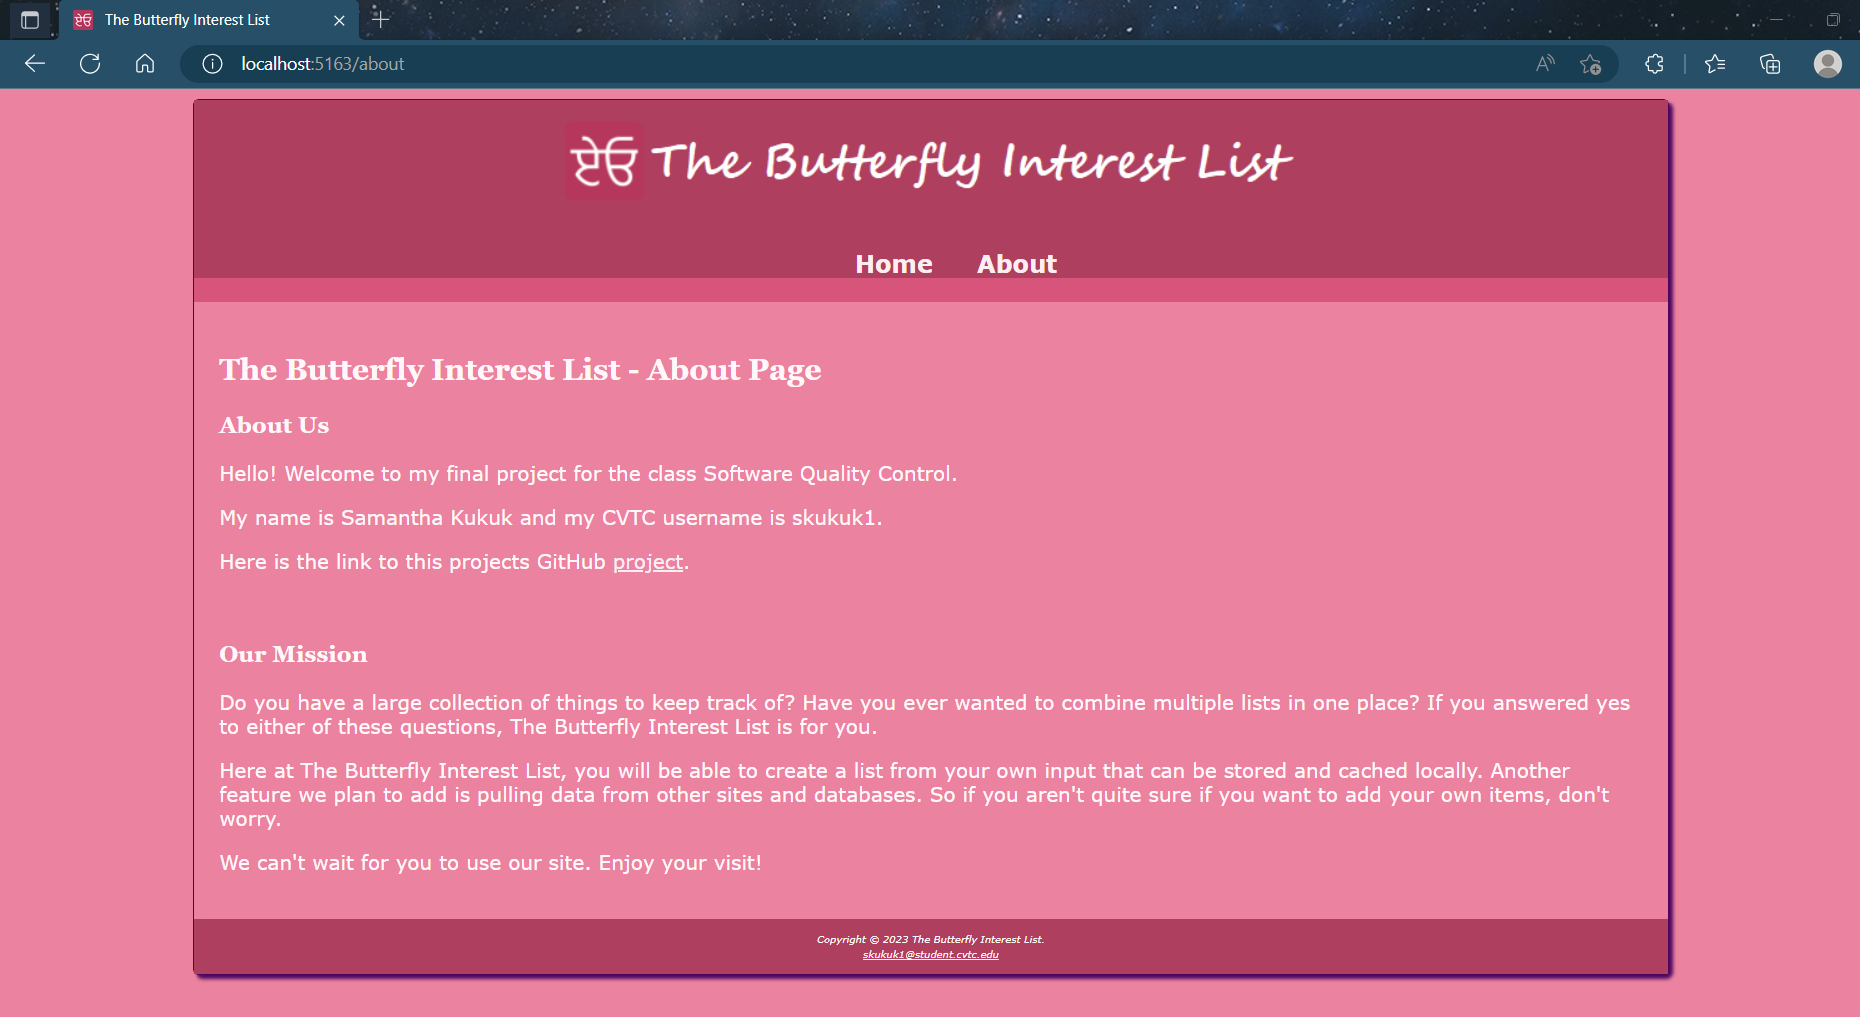 The Butterfly Interest List
localhost:5163/about
ਏਓ The Butterfly Interest List
Home About
The Butterfly Interest List - About Page
About Us
Hello! Welcome to my final project for the class Software Quality Control.
My name is Samantha Kukuk and my CVTC username is skukuk1.
Here is the link to this projects GitHub project.
Our Mission
Do you have a large collection of things to keep track of? Have you ever wanted to combine multiple lists in one place? If you answered yes
to either of these questions, The Butterfly Interest List is for you.
Here at The Butterfly Interest List, you will be able to create a list from your own input that can be stored and cached locally. Another
feature we plan to add is pulling data from other sites and databases. So if you aren't quite sure if you want to add your own items, don't
worry.
We can't wait for you to use our site. Enjoy your visit!
Copyright © 2023 The Butterfly Interest List.
skukuk1@student.cvtc.edu